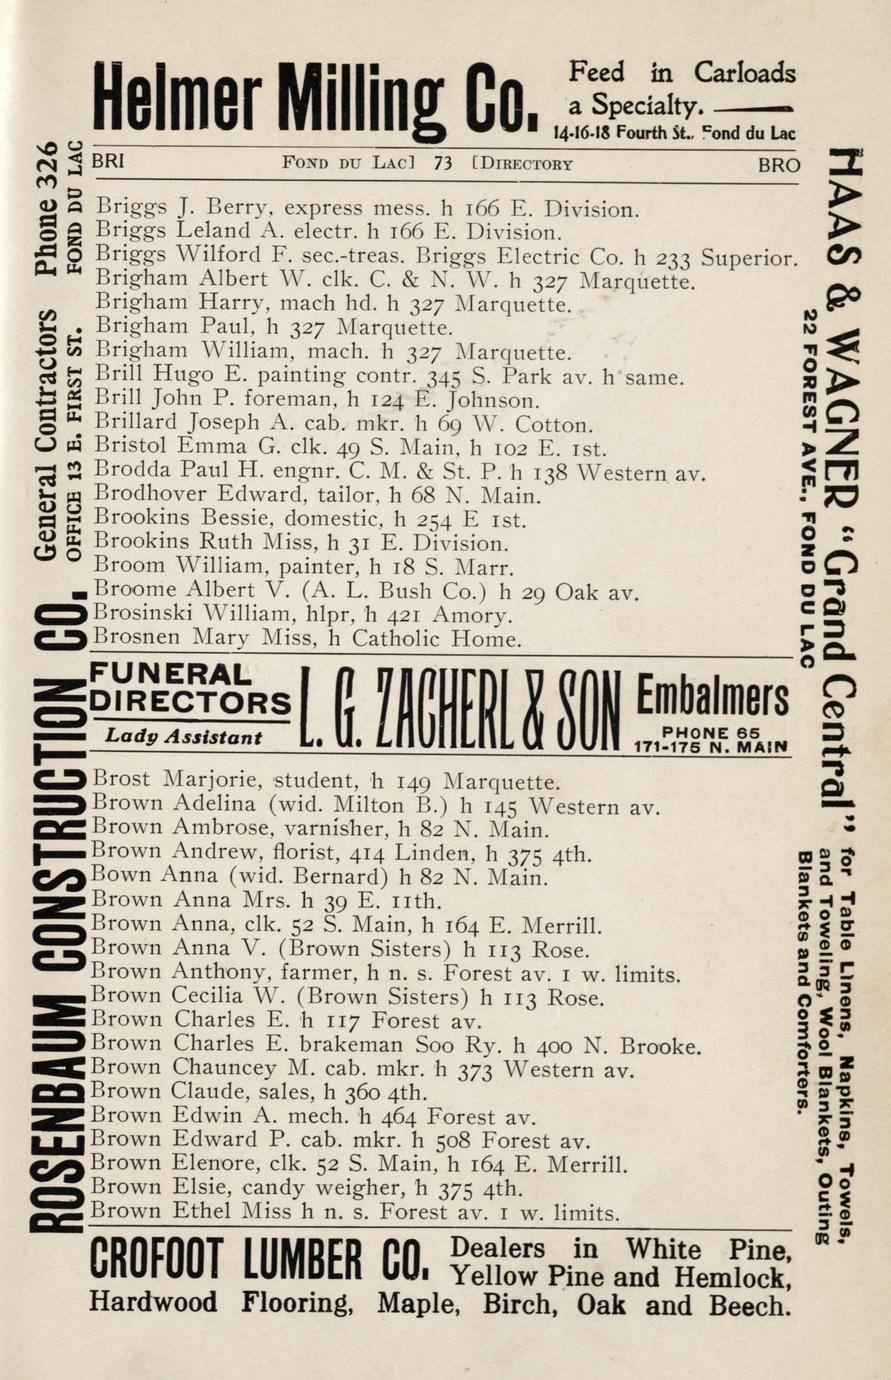 Helmer Milling Co.
Feed in Carloads
a Specialty.
14-16-18 Fourth St., Fond du Lac
BRI FOND DU LAC] 73 [DIRECTORY BRO
Briggs J. Berry, express mess. h 166 E. Division.
Briggs Leland A. electr. h 166 E. Division.
Briggs Wilford F. sec.-treas. Briggs Electric Co. h 233 Superior.
Brigham Albert W. clk. C. & N. W. h 327 Marquette.
Brigham Harry, mach hd. h 327 Marquette.
Brigham Paul, h 327 Marquette.
Brigham William, mach. h 327 Marquette.
Brill Hugo E. painting contr. 345 S. Park av. h same.
Brill John P. foreman, h 124 E. Johnson.
Brillard Joseph A. cab. mkr. h 69 W. Cotton.
Bristol Emma G. clk. 49 S. Main, h 102 E. 1st.
Brodda Paul H. engnr. C. M. & St. P. h 138 Western av.
Brodhover Edward, tailor, h 68 N. Main.
Brookins Bessie, domestic, h 254 E 1st.
Brookins Ruth Miss, h 31 E. Division.
Broom William, painter, h 18 S. Marr.
Broome Albert V. (A. L. Bush Co.) h 29 Oak av.
Brosinski William, hlpr, h 421 Amory.
Brosnen Mary Miss, h Catholic Home.
FUNERAL
DIRECTORS
Lady Assistant
L. G. ZACHERL & SON
Embalmers
PHONE 65
171-175 N. MAIN
Brost Marjorie, student, h 149 Marquette.
Brown Adelina (wid. Milton B.) h 145 Western av.
Brown Ambrose, varnisher, h 82 N. Main.
Brown Andrew, florist, 414 Linden, h 375 4th.
Bown Anna (wid. Bernard) h 82 N. Main.
Brown Anna Mrs. h 39 E. 11th.
Brown Anna, clk. 52 S. Main, h 164 E. Merrill.
Brown Anna V. (Brown Sisters) h 113 Rose.
Brown Anthony, farmer, h n. s. Forest av. 1 w. limits.
Brown Cecilia W. (Brown Sisters) h 113 Rose.
Brown Charles E. h 117 Forest av.
Brown Charles E. brakeman Soo Ry. h 400 N. Brooke.
Brown Chauncey M. cab. mkr. h 373 Western av.
Brown Claude, sales, h 360 4th.
Brown Edwin A. mech. h 464 Forest av.
Brown Edward P. cab. mkr. h 508 Forest av.
Brown Elenore, clk. 52 S. Main, h 164 E. Merrill.
Brown Elsie, candy weigher, h 375 4th.
Brown Ethel Miss h n. s. Forest av. 1 w. limits.
CROFOOT LUMBER CO.
Dealers in White Pine,
Yellow Pine and Hemlock,
Hardwood Flooring, Maple, Birch, Oak and Beech.
ROSENBAUM CONSTRUCTION CO.
General Contractors Phone 326
OFFICE 13 E. FIRST ST. FOND DU LAC
HAAS & WAGNER "Grand Central"
22 FOREST AVE., FOND DU LAC
for Table Linens, Napkins, Towels,
and Toweling, Wool Blankets, Outing
Blankets and Comforters.